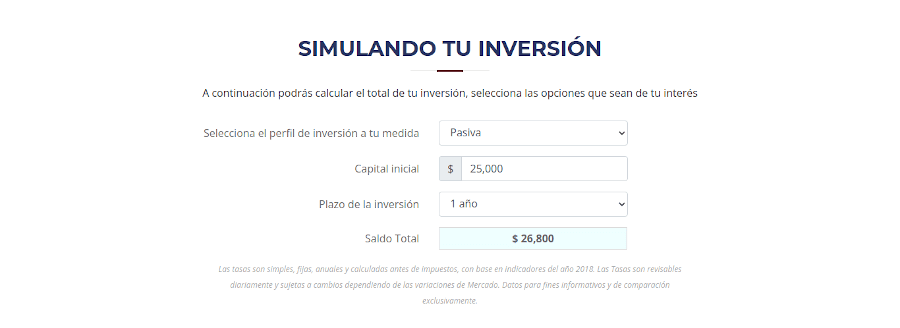 SIMULANDO TU INVERSIÓN
A continuación podrás calcular el total de tu inversión, selecciona las opciones que sean de tu interés
Selecciona el perfil de inversión a tu medida Pasiva
Capital inicial $ 25,000
Plazo de la inversión 1 año
Saldo Total $ 26,800
Las tasas son simples, fijas, anuales y calculadas antes de impuestos, con base en indicadores del año 2018. Las Tasas son revisables
diariamente y sujetas a cambios dependiendo de las variaciones de Mercado. Datos para fines informativos y de comparación
exclusivamente.